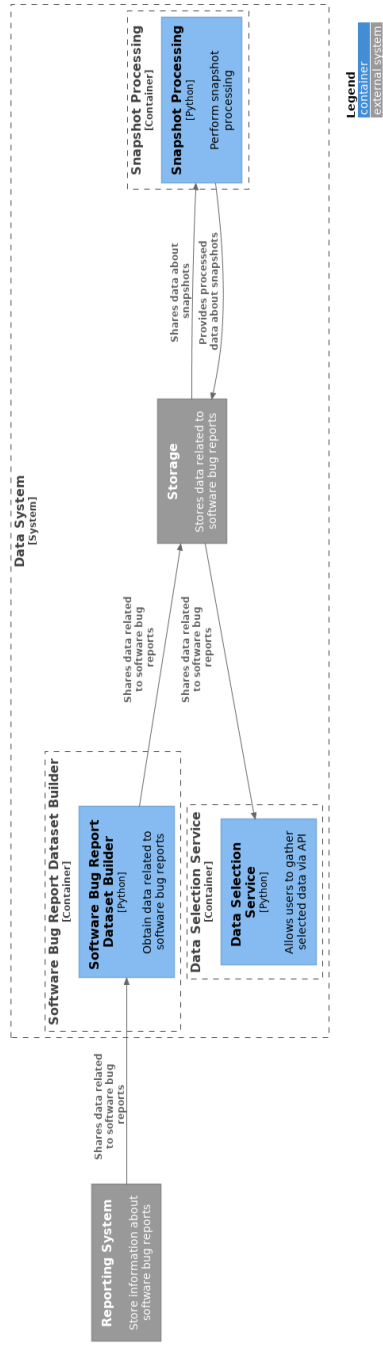 Data System
[System]
Software Bug Report Dataset Builder
[Container]
Data Selection Service
[Container]
Snapshot Processing
[Container]
Reporting System
Store information about
software bug reports
Shares data related
to software bug
reports
Software Bug Report
Dataset Builder
[Python]
Obtain data related to
software bug reports
Data Selection
Service
[Python]
Allows users to gather
selected data via API
Shares data related
to software bug
reports
Shares data related
to software bug
reports
Storage
Stores data related to
software bug reports
Shares data about
snapshots
Provides processed
data about snapshots
Snapshot Processing
[Python]
Perform snapshot
processing
Legend
container
external system